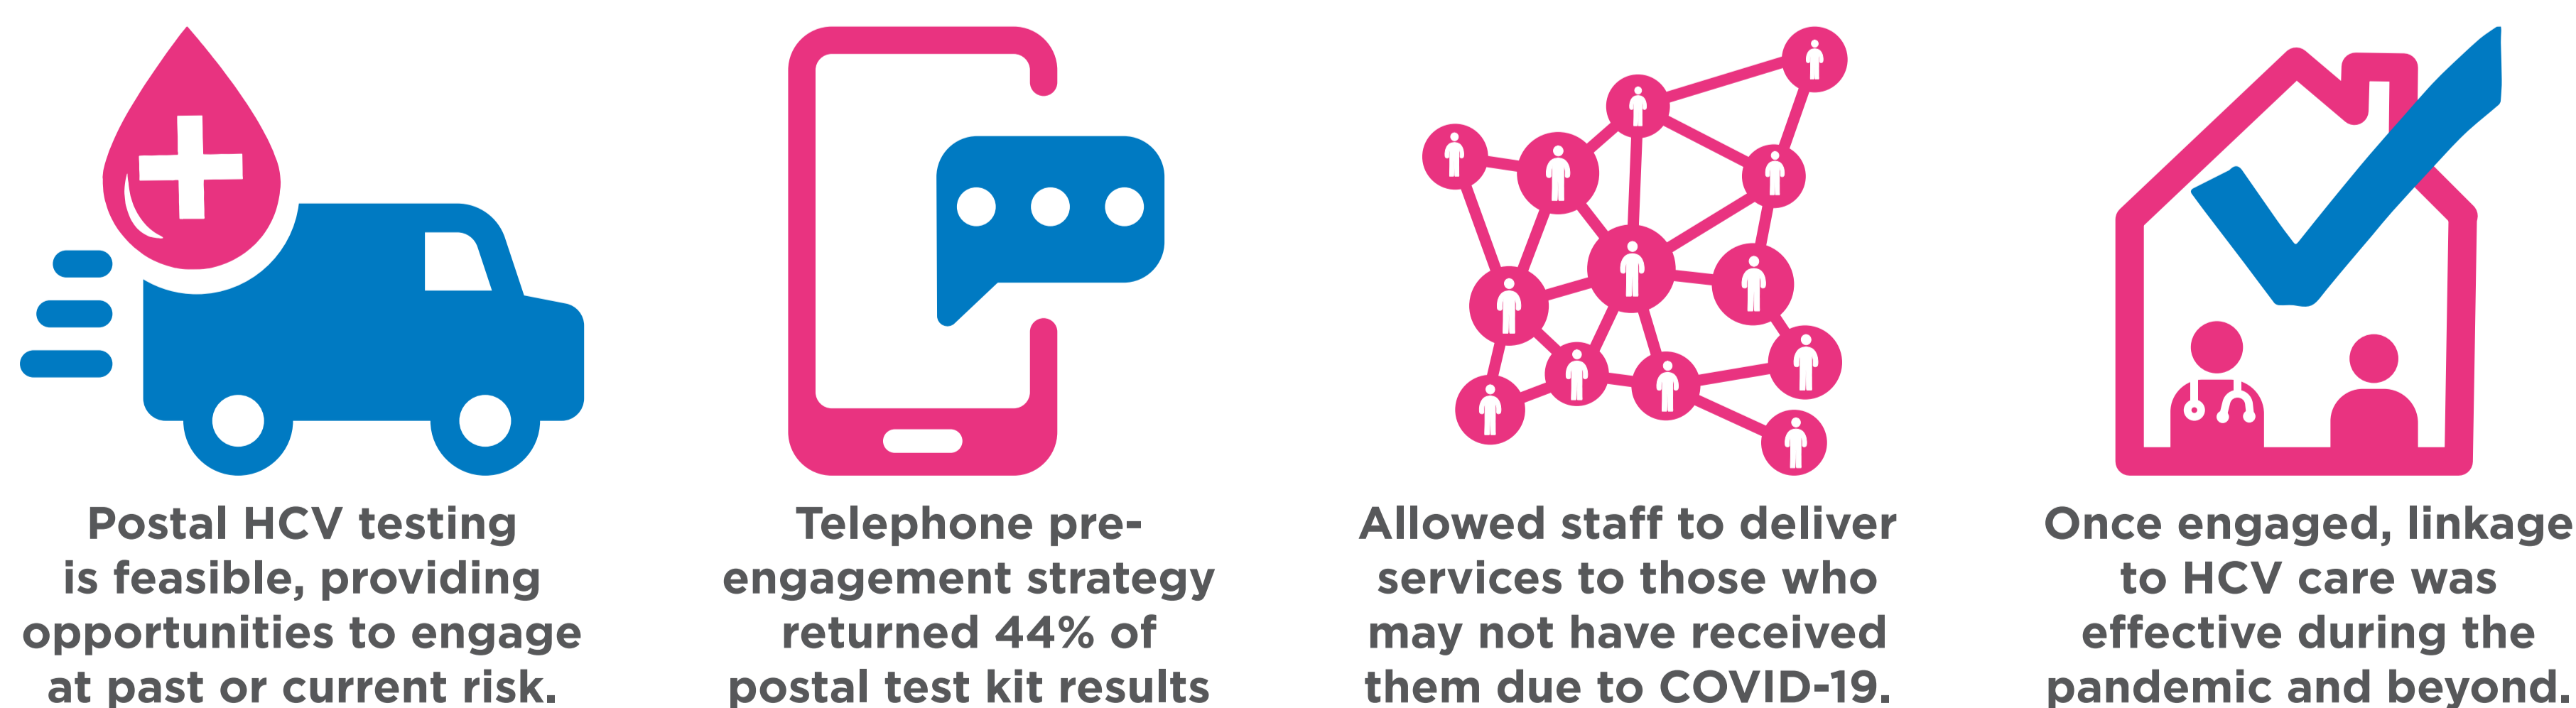 Postal HCV testing
is feasible, providing
opportunities to engage
at past or current risk.
Telephone pre-
engagement strategy
returned 44% of
postal test kit results
Allowed staff to deliver
services to those who
may not have received
them due to COVID-19.
Once engaged, linkage
to HCV care was
effective during the
pandemic and beyond.